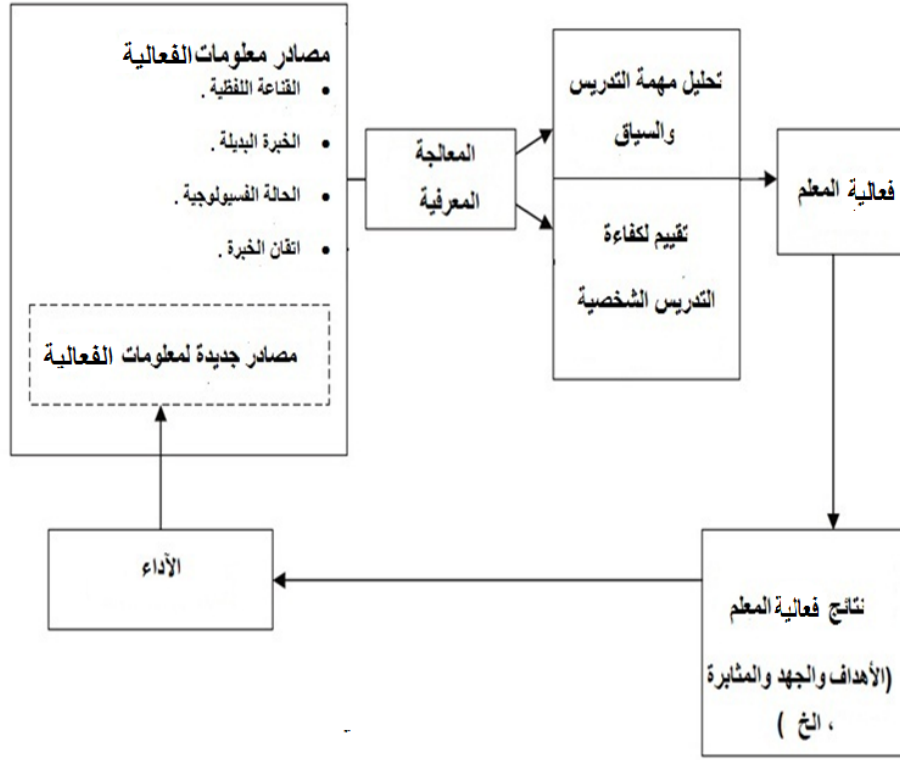 مصادر معلومات الفعالية
• القناعة اللفظية .
• الخبرة البديلة .
• الحالة الفسيولوجية .
• اتقان الخبرة .
مصادر جديدة لمعلومات الفعالية
المعالجة
المعرفية
تحليل مهمة التدريس
والسياق
تقييم لكفاءة
التدريس الشخصية
فعالية المعلم
نتائج فعالية المعلم
(الأهداف والجهد والمثابرة
، الخ )
الآداء